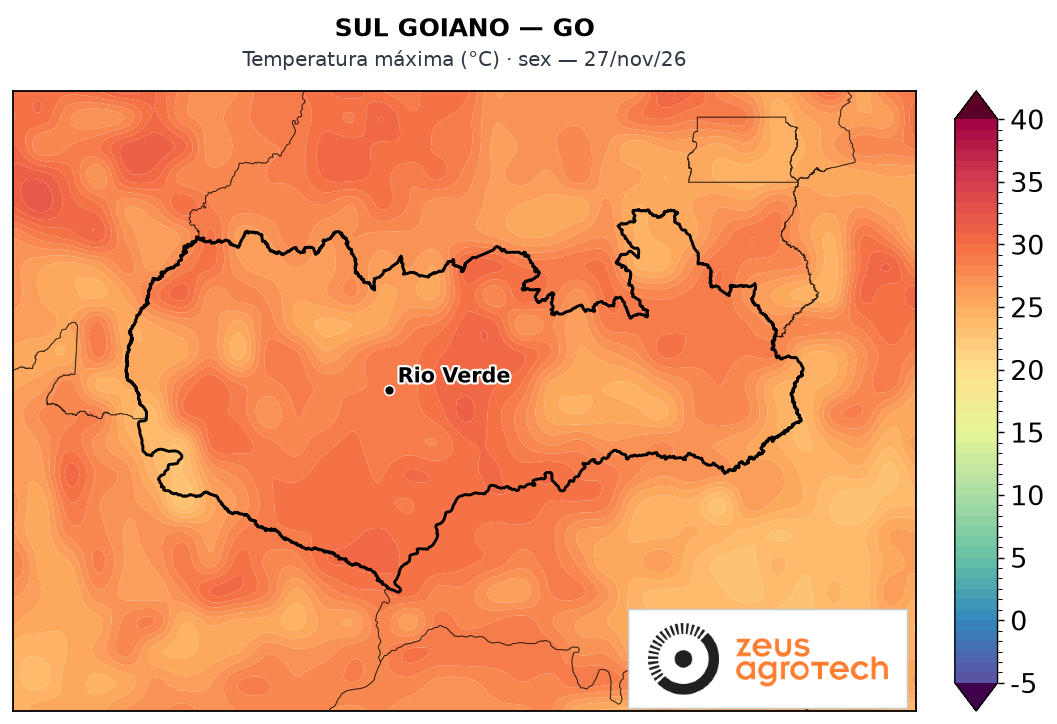 SUL GOIANO — GO
Temperatura máxima (°C) · sex — 27/nov/26
Rio Verde
40
35
30
25
20
15
10
5
0
-5
zeus
agrotech